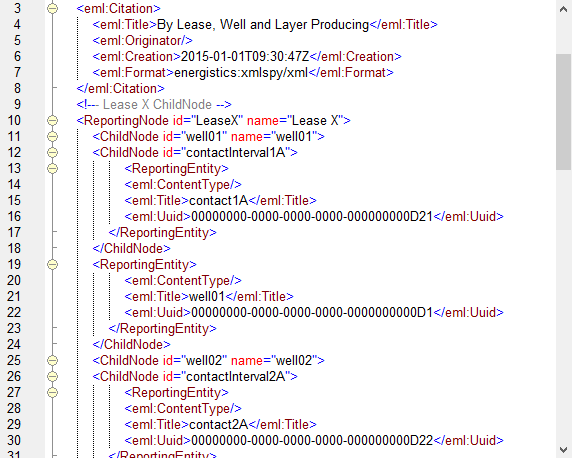 3 <eml:Citation>
4 <eml:Title>By Lease, Well and Layer Producing</eml:Title>
5 <eml:Originator/>
6 <eml:Creation>2015-01-01T09:30:47Z</eml:Creation>
7 <eml:Format>energistics:xmlspy/xml</eml:Format>
8 </eml:Citation>
9 <!-- Lease X ChildNode -->
10 <ReportingNode id="LeaseX" name="Lease X">
11 <ChildNode id="well01" name="well01">
12 <ChildNode id="contactInterval1A">
13 <ReportingEntity>
14 <eml:ContentType/>
15 <eml:Title>contact1A</eml:Title>
16 <eml:Uuid>00000000-0000-0000-0000-000000000D21</eml:Uuid>
17 </ReportingEntity>
18 </ChildNode>
19 <ReportingEntity>
20 <eml:ContentType/>
21 <eml:Title>well01</eml:Title>
22 <eml:Uuid>00000000-0000-0000-0000-0000000000D1</eml:Uuid>
23 </ReportingEntity>
24 </ChildNode>
25 <ChildNode id="well02" name="well02">
26 <ChildNode id="contactInterval2A">
27 <ReportingEntity>
28 <eml:ContentType/>
29 <eml:Title>contact2A</eml:Title>
30 <eml:Uuid>00000000-0000-0000-0000-000000000D22</eml:Uuid>
31 </ReportingEntity>